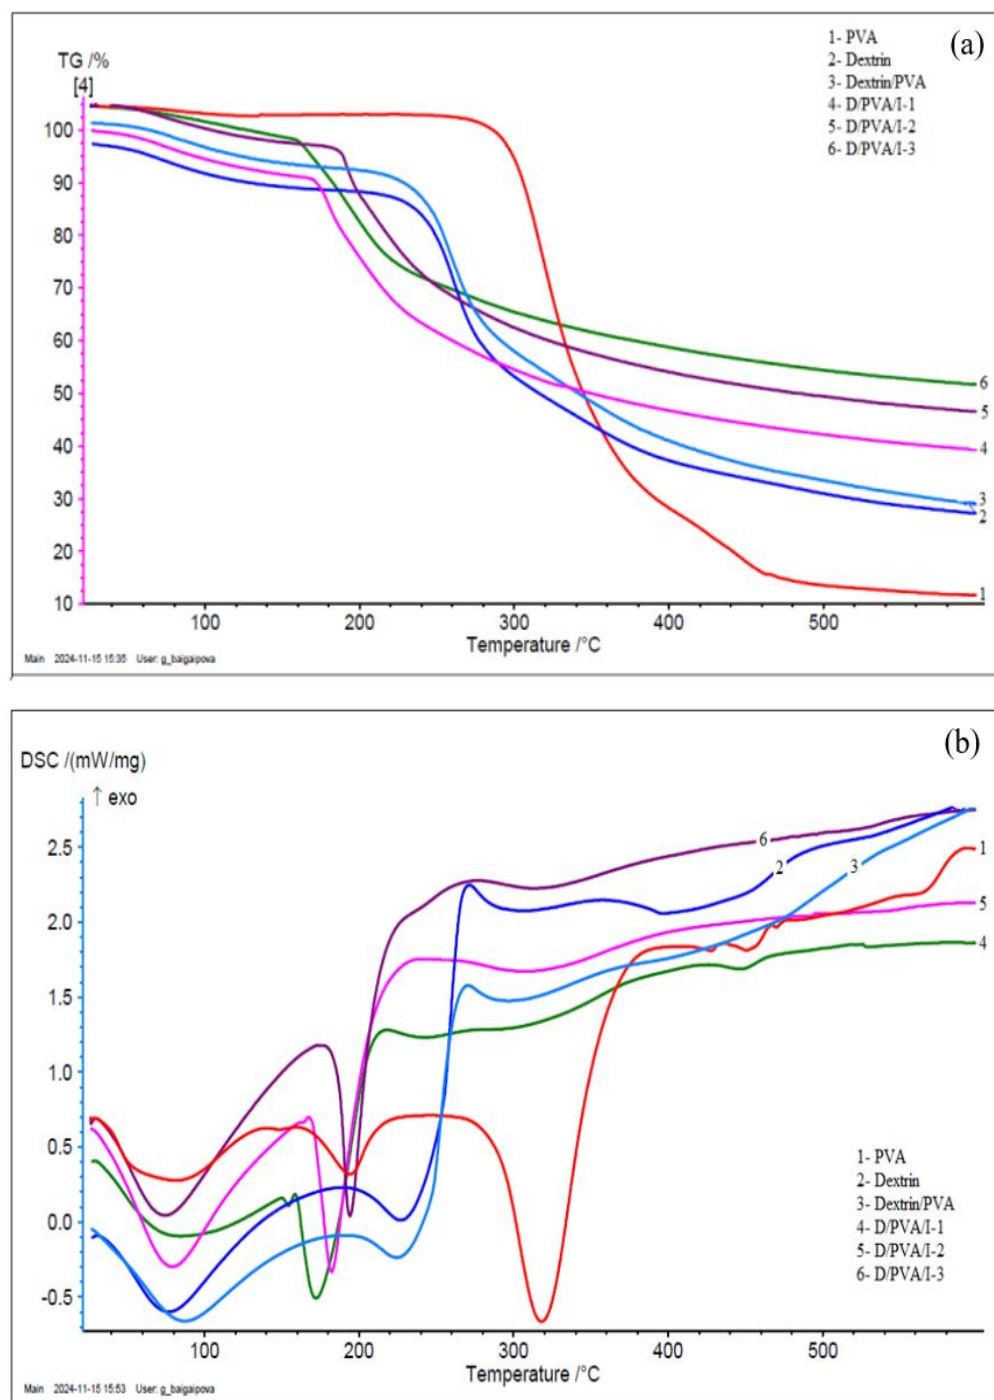 (a)
TG /%
[4]
1- PVA
2- Dextrin
3- Dextrin/PVA
4- D/PVA/I-1
5- D/PVA/I-2
6- D/PVA/I-3
100
90
80
70
60
50
40
30
20
10
6
5
4
3
2
1
100 200 300 400 500
Temperature /°C
Main 2024-11-15 15:35 User: g_baigaipova
(b)
DSC /(mW/mg)
↑ exo
2.5
2.0
1.5
1.0
0.5
0.0
-0.5
6
2
3
1
5
4
1- PVA
2- Dextrin
3- Dextrin/PVA
4- D/PVA/I-1
5- D/PVA/I-2
6- D/PVA/I-3
100 200 300 400 500
Temperature /°C
Main 2024-11-15 15:53 User: g_baigaipova